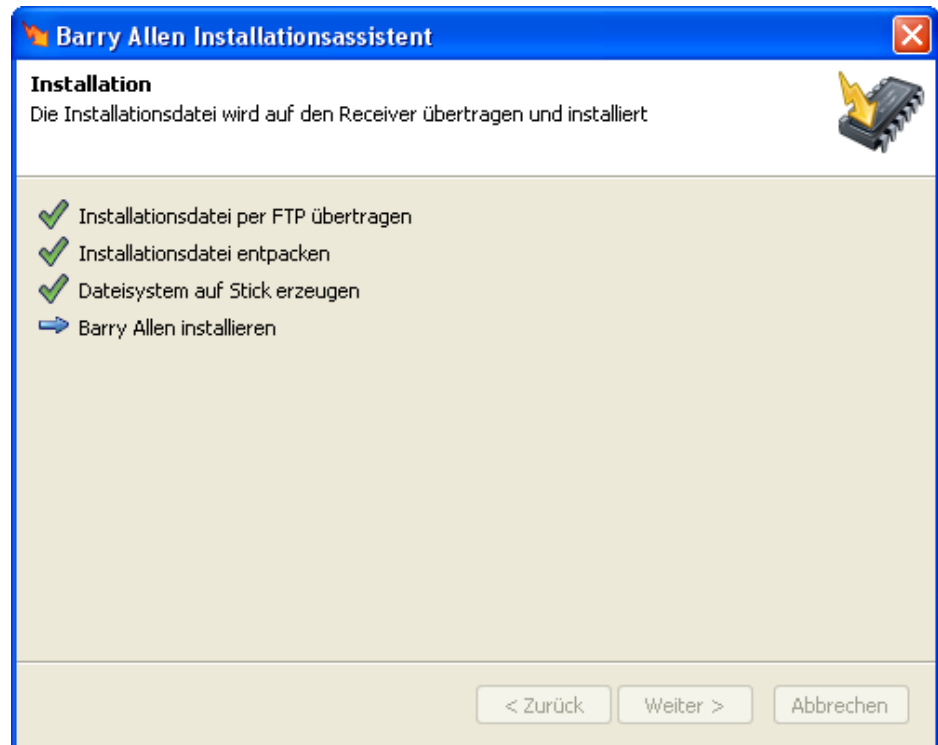 Barry Allen Installationsassistent
Installation
Die Installationsdatei wird auf den Receiver übertragen und installiert
Installationsdatei per FTP übertragen
Installationsdatei entpacken
Dateisystem auf Stick erzeugen
Barry Allen installieren
< Zurück Weiter > Abbrechen